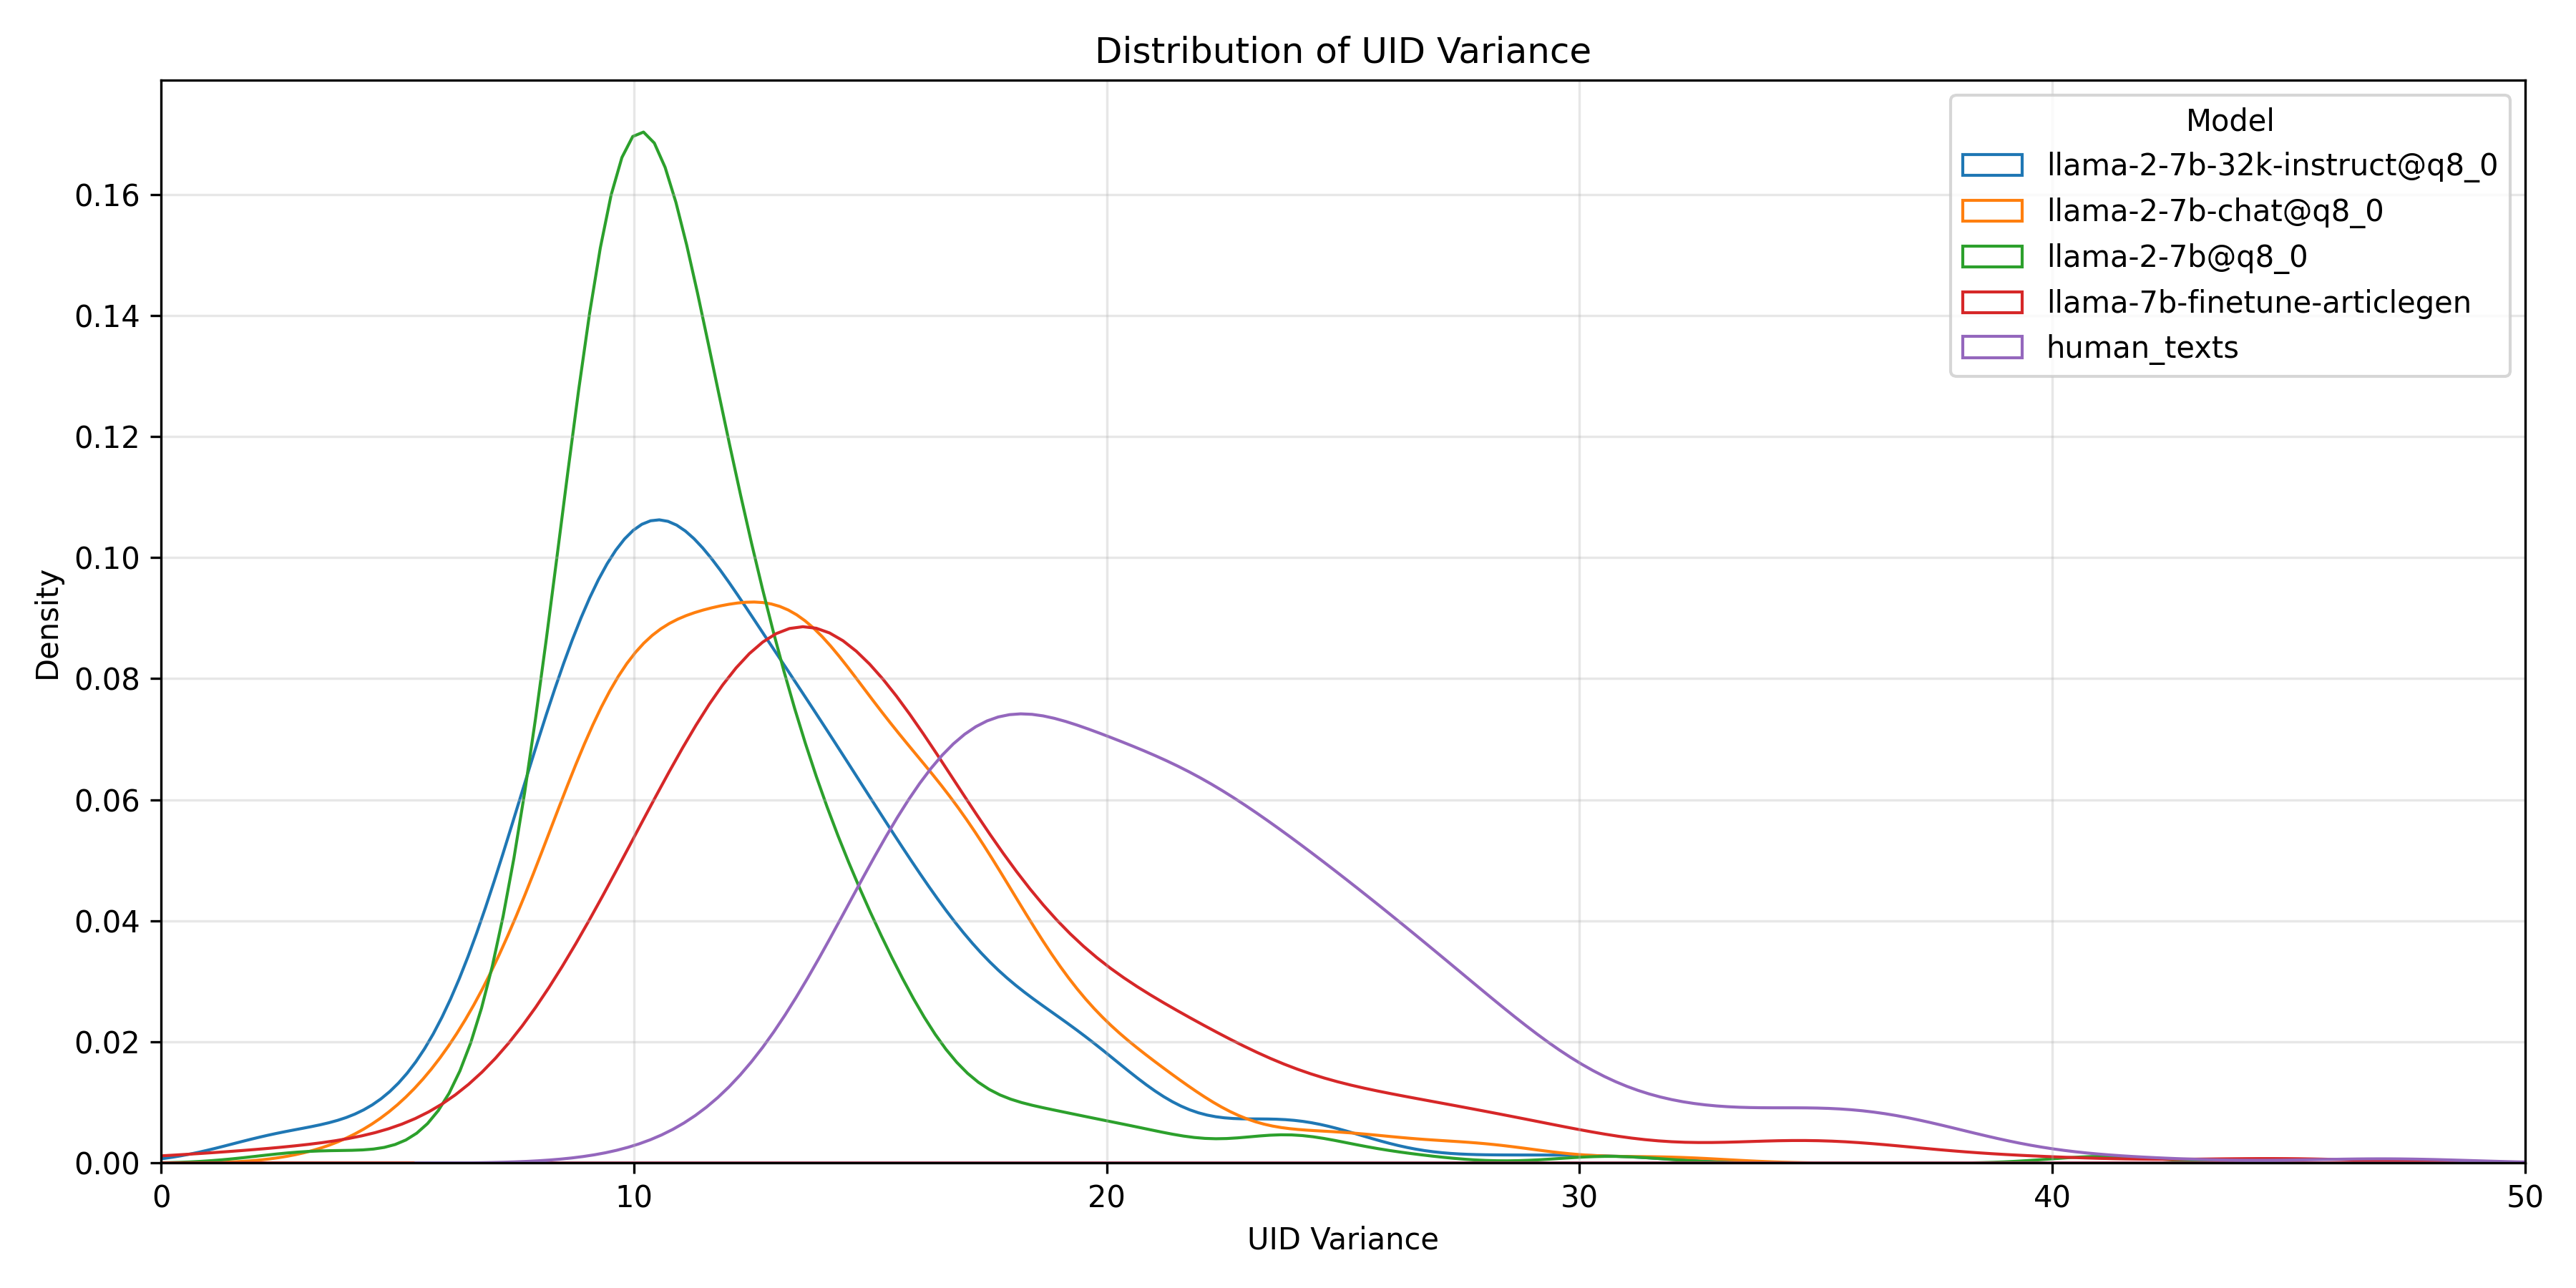 Distribution of UID Variance
Model
llama-2-7b-32k-instruct@q8_0
llama-2-7b-chat@q8_0
llama-2-7b@q8_0
llama-7b-finetune-articlegen
human_texts
Density
0.16
0.14
0.12
0.10
0.08
0.06
0.04
0.02
0.00
0 10 20 30 40 50
UID Variance